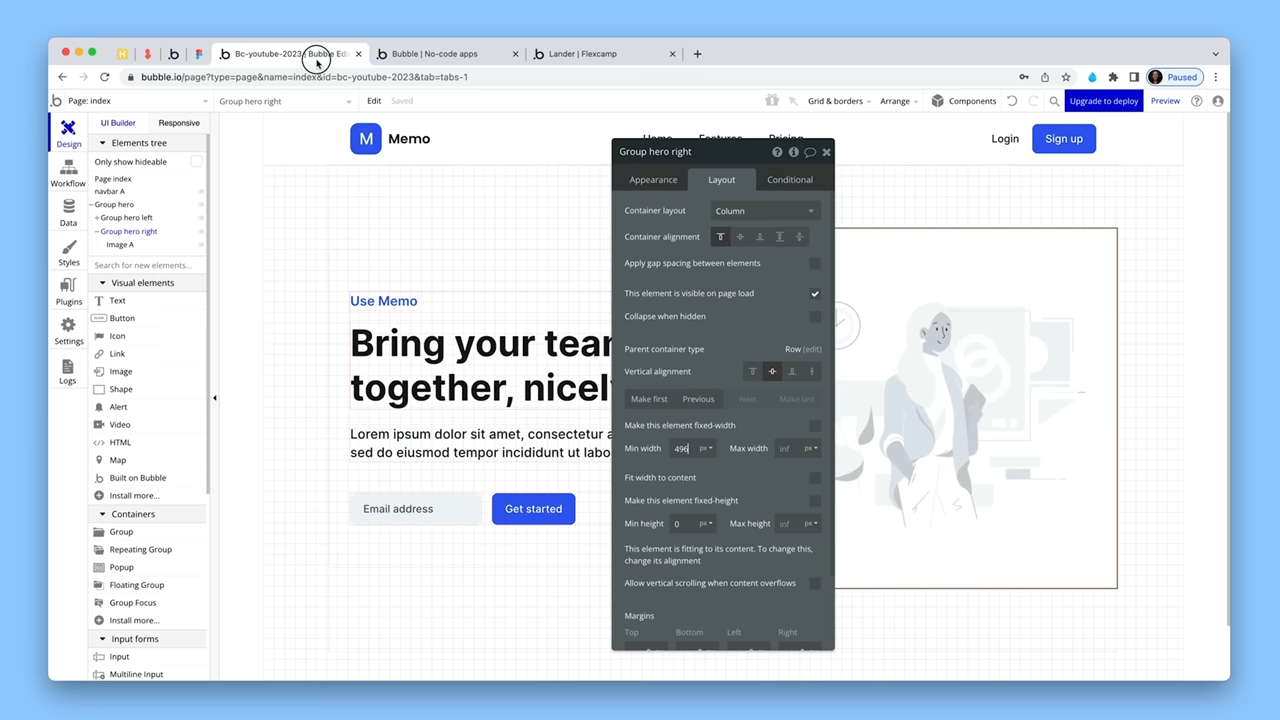 Bc-youtube-2023 | Bubble Edi
Bubble | No-code apps
Lander | Flexcamp
bubble.io/page?type=page&name=index&id=bc-youtube-2023&tab=tabs-1
Paused
Page: index
Group hero right
Edit
Saved
Grid & borders
Arrange
Components
Upgrade to deploy
Preview
Design
Workflow
Data
Styles
Plugins
Settings
Logs
UI Builder
Responsive
Elements tree
Only show hideable
Page index
navbar A
Group hero
Group hero left
Group hero right
Image A
Search for new elements...
Visual elements
Text
Button
Icon
Link
Image
Shape
Alert
Video
HTML
Map
Built on Bubble
Install more...
Containers
Group
Repeating Group
Popup
Floating Group
Group Focus
Install more...
Input forms
Input
Multiline Input
M Memo
Home
Features
Pricing
Login
Sign up
Use Memo
Bring your team
together, nicel
Lorem ipsum dolor sit amet, consectetur a
sed do eiusmod tempor incididunt ut labo
Email address
Get started
Group hero right
Appearance
Layout
Conditional
Container layout
Column
Container alignment
Apply gap spacing between elements
This element is visible on page load
Collapse when hidden
Parent container type
Row (edit)
Vertical alignment
Make first
Previous
Next
Make last
Make this element fixed-width
Min width
496
px
Max width
inf
px
Fit width to content
Make this element fixed-height
Min height
0
px
Max height
inf
px
This element is fitting to its content. To change this,
change its alignment
Allow vertical scrolling when content overflows
Margins
Top
Bottom
Left
Right